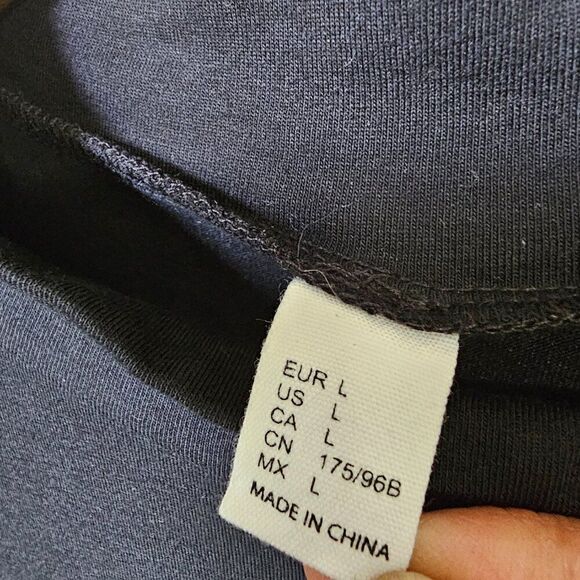 EUR L
US L
CA L
CN 175/96B
MX L
MADE IN CHINA